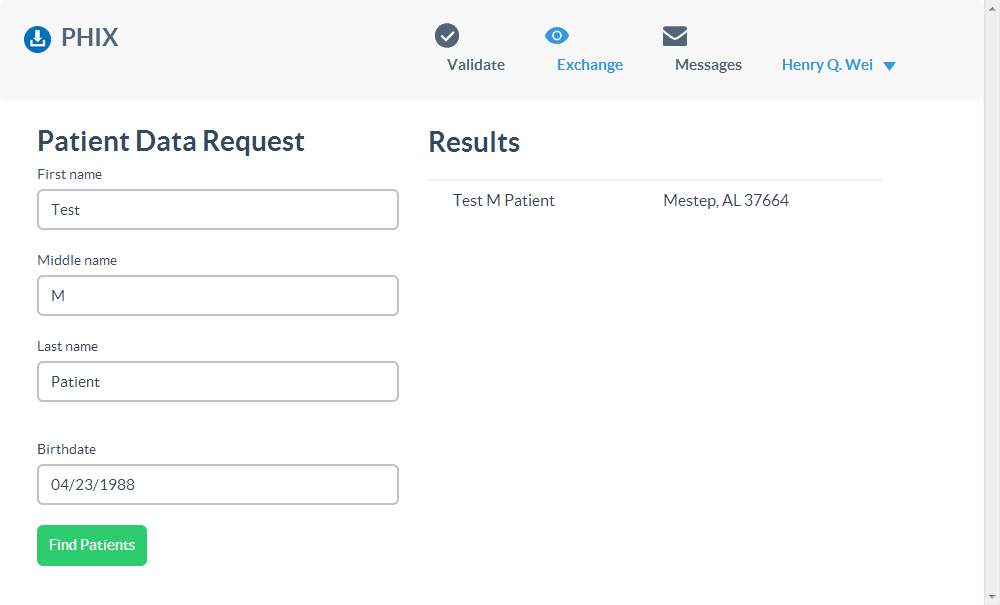 PHIX
Validate
Exchange
Messages
Henry Q. Wei
Patient Data Request
First name
Test
Middle name
M
Last name
Patient
Birthdate
04/23/1988
Find Patients
Results
Test M Patient
Mestep, AL 37664